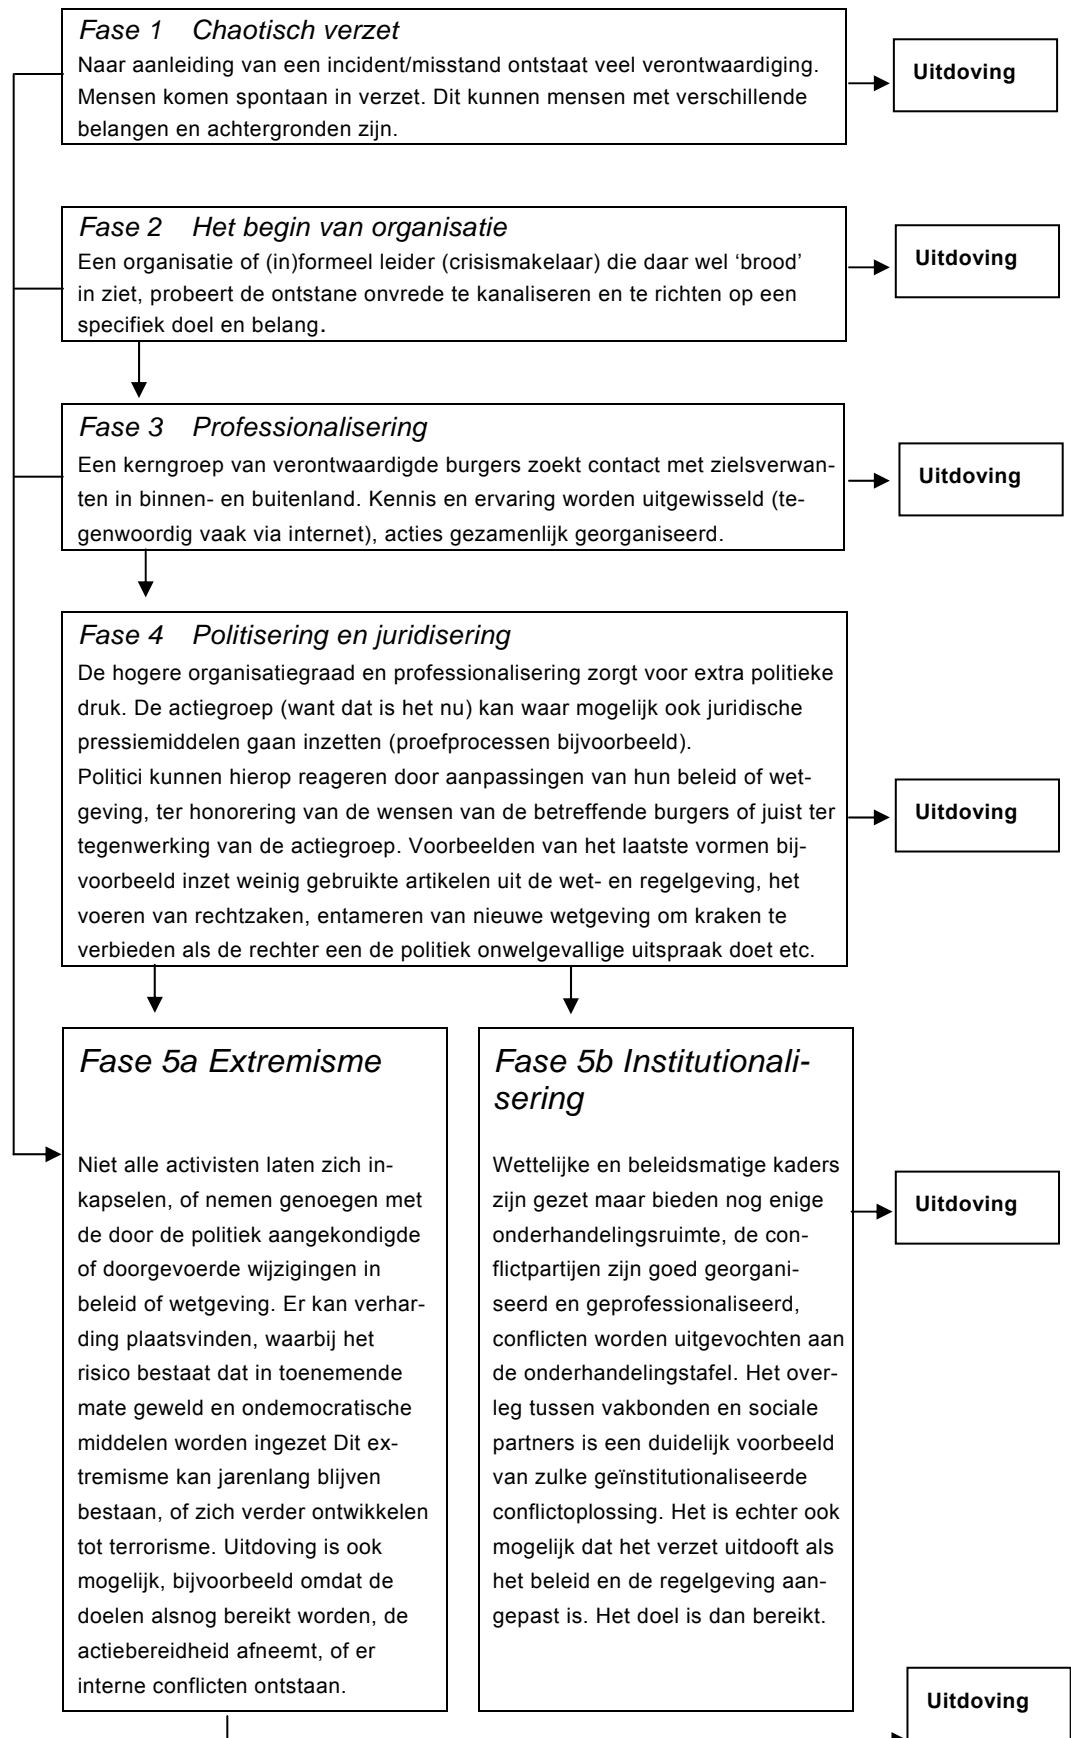 Fase 1 Chaotisch verzet
Naar aanleiding van een incident/misstand ontstaat veel verontwaardiging.
Mensen komen spontaan in verzet. Dit kunnen mensen met verschillende
belangen en achtergronden zijn.
Uitdoving
Fase 2 Het begin van organisatie
Een organisatie of (in)formeel leider (crisismakelaar) die daar wel ‘brood’
in ziet, probeert de ontstane onvrede te kanaliseren en te richten op een
specifiek doel en belang.
Uitdoving
Fase 3 Professionalisering
Een kerngroep van verontwaardigde burgers zoekt contact met zielsverwan-
ten in binnen- en buitenland. Kennis en ervaring worden uitgewisseld (te-
genwoordig vaak via internet), acties gezamenlijk georganiseerd.
Uitdoving
Fase 4 Politisering en juridisering
De hogere organisatiegraad en professionalisering zorgt voor extra politieke
druk. De actiegroep (want dat is het nu) kan waar mogelijk ook juridische
pressiemiddelen gaan inzetten (proefprocessen bijvoorbeeld).
Politici kunnen hierop reageren door aanpassingen van hun beleid of wet-
geving, ter honorering van de wensen van de betreffende burgers of juist ter
tegenwerking van de actiegroep. Voorbeelden van het laatste vormen bij-
voorbeeld inzet weinig gebruikte artikelen uit de wet- en regelgeving, het
voeren van rechtzaken, entameren van nieuwe wetgeving om kraken te
verbieden als de rechter een de politiek onwelgevallige uitspraak doet etc.
Uitdoving
Fase 5a Extremisme
Niet alle activisten laten zich in-
kapselen, of nemen genoegen met
de door de politiek aangekondigde
of doorgevoerde wijzigingen in
beleid of wetgeving. Er kan verhar-
ding plaatsvinden, waarbij het
risico bestaat dat in toenemende
mate geweld en ondemocratische
middelen worden ingezet Dit ex-
tremisme kan jarenlang blijven
bestaan, of zich verder ontwikkelen
tot terrorisme. Uitdoving is ook
mogelijk, bijvoorbeeld omdat de
doelen alsnog bereikt worden, de
actiebereidheid afneemt, of er
interne conflicten ontstaan.
Fase 5b Institutionali-
sering
Wettelijke en beleidsmatige kaders
zijn gezet maar bieden nog enige
onderhandelingsruimte, de con-
flictpartijen zijn goed georgani-
seerd en geprofessionaliseerd,
conflicten worden uitgevochten aan
de onderhandelingstafel. Het over-
leg tussen vakbonden en sociale
partners is een duidelijk voorbeeld
van zulke geïnstitutionaliseerde
conflictoplossing. Het is echter ook
mogelijk dat het verzet uitdooft als
het beleid en de regelgeving aan-
gepast is. Het doel is dan bereikt.
Uitdoving
Uitdoving